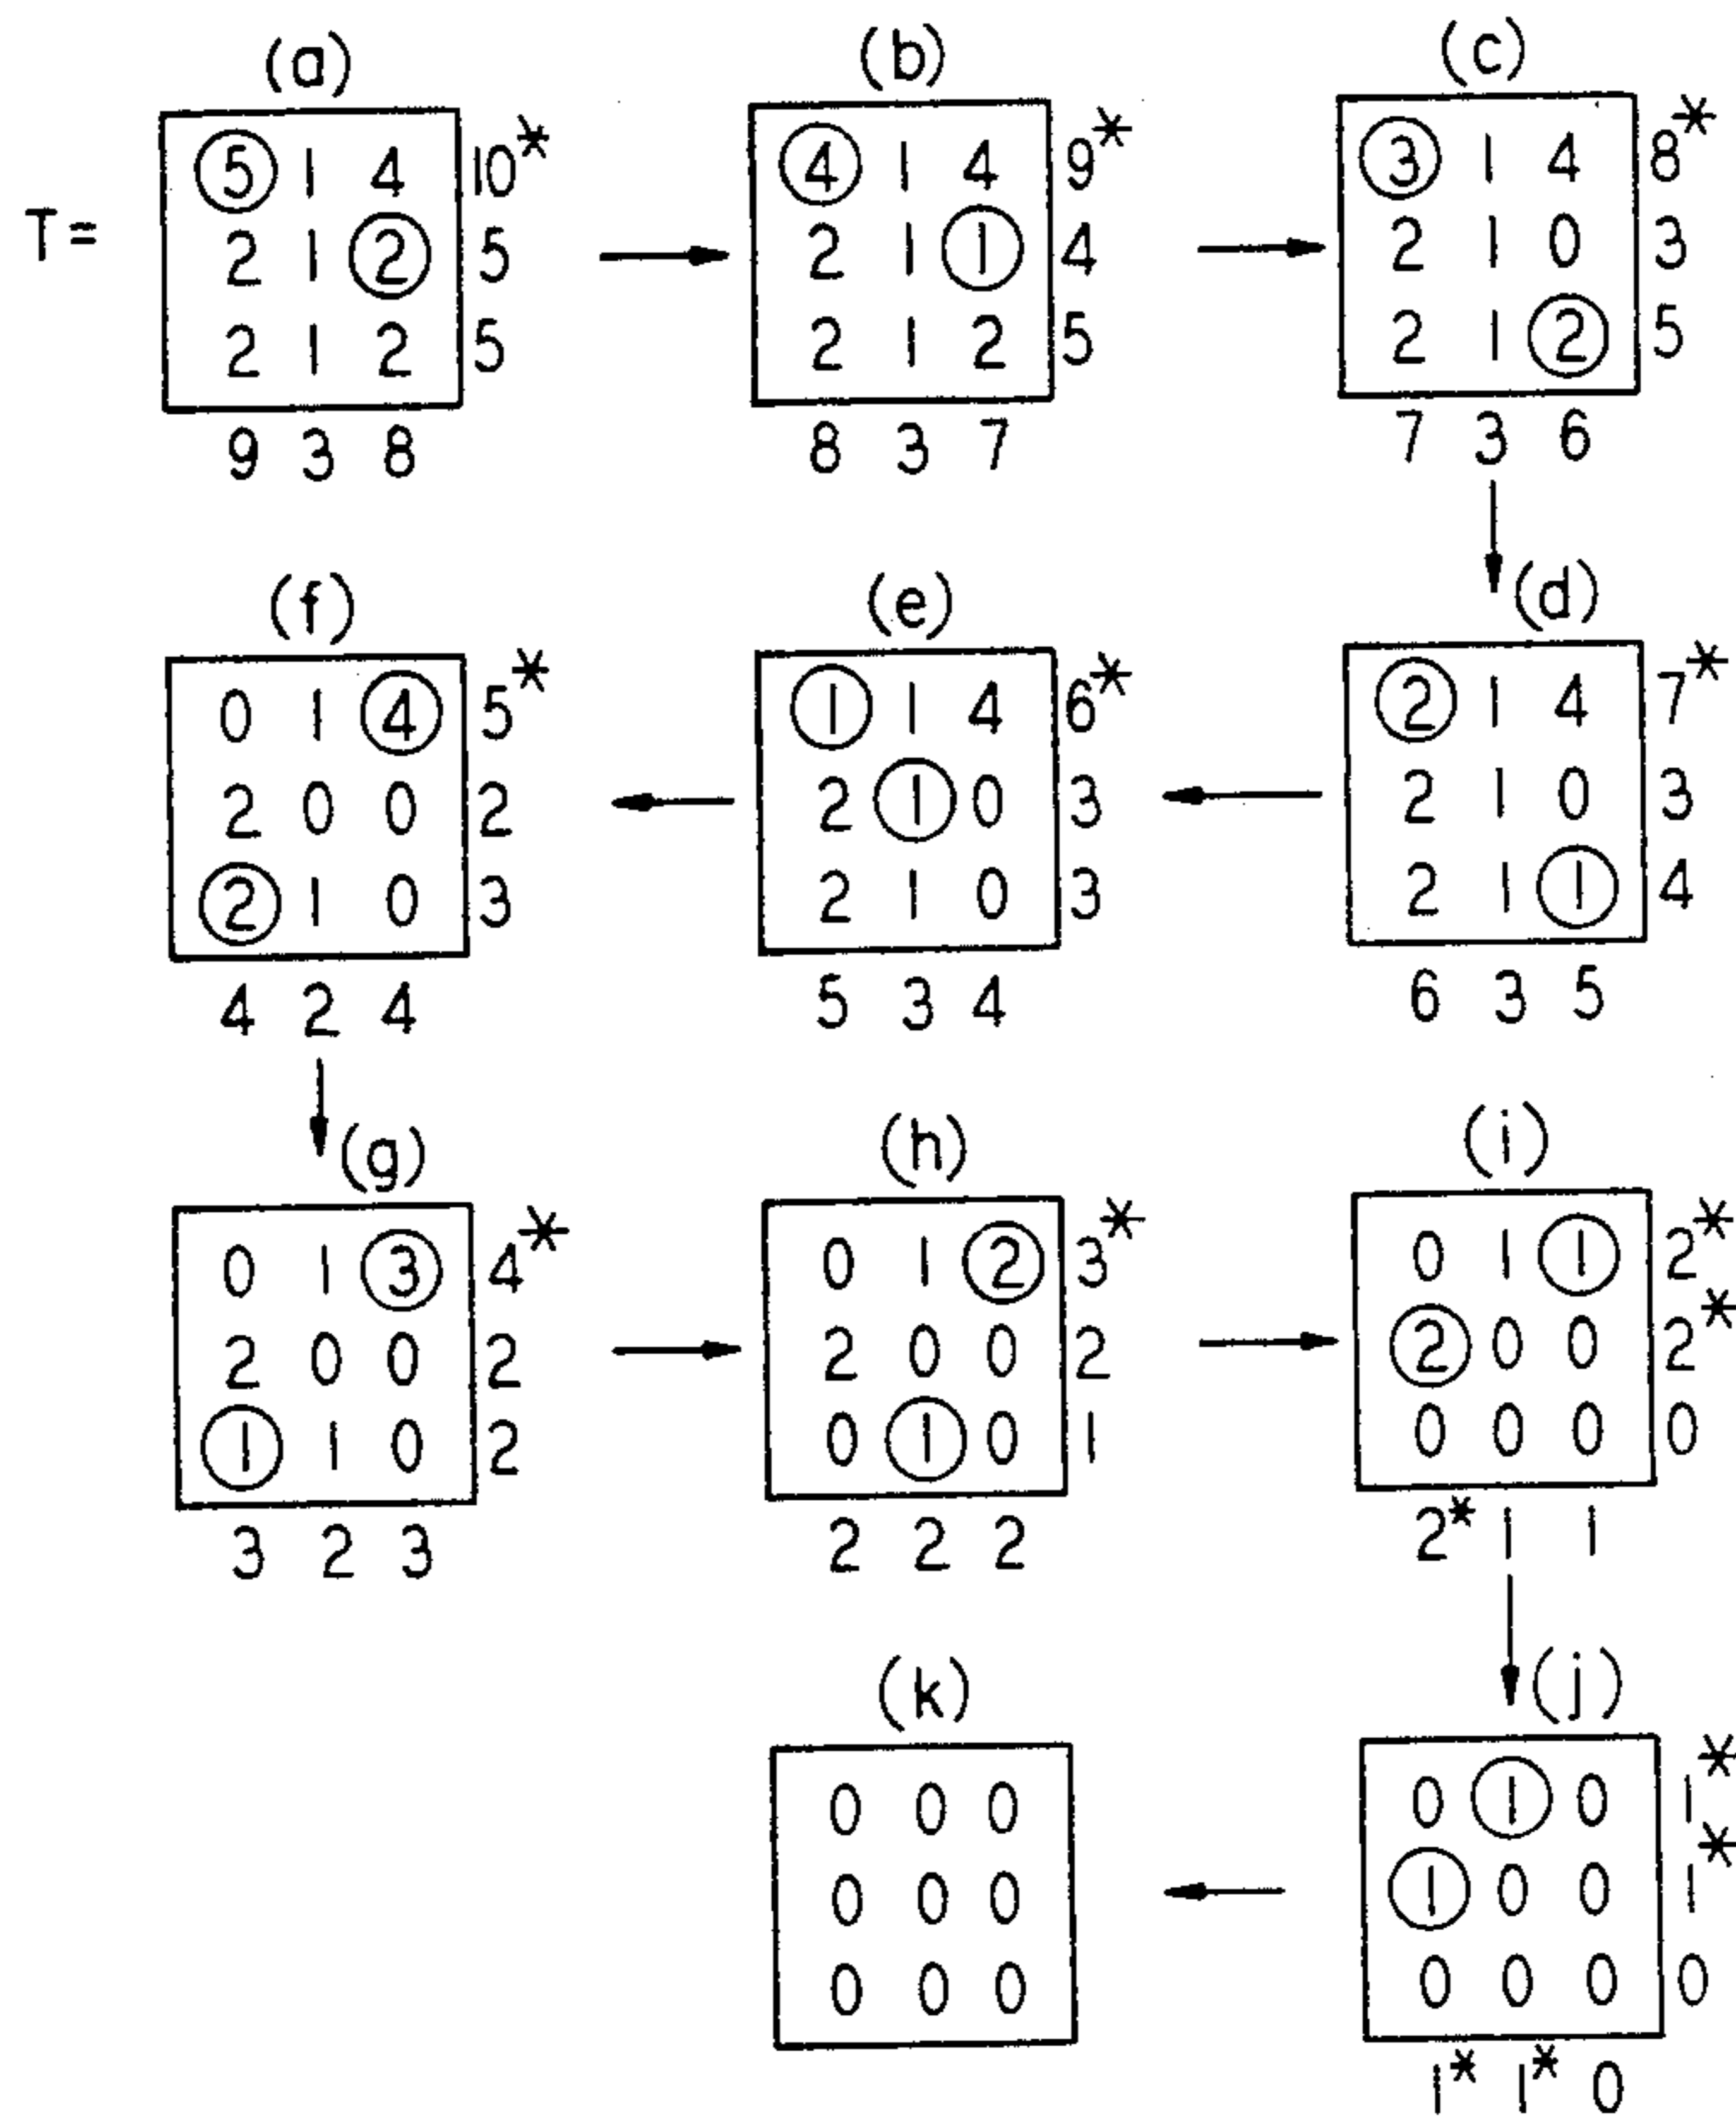 (a) (b) (c)
5 1 4 10* 4 1 4 9* 3 1 4 8*
T= 2 1 2 5 2 1 1 4 2 1 0 3
2 1 2 5 2 1 2 5 2 1 2 5
9 3 8 8 3 7 7 3 6
(f) (e) (d)
0 1 4 5* 1 1 4 6* 2 1 4 7*
2 0 0 2 2 1 0 3 2 1 0 3
2 1 0 3 2 1 0 3 2 1 1 4
4 2 4 5 3 4 6 3 5
(g) (h) (i)
0 1 3 4* 0 1 2 3* 0 1 1 2*
2 0 0 2 2 0 0 2 2 0 0 2*
1 1 0 2 0 1 0 1 0 0 0 0
3 2 3 2 2 2 2* 1 1
(k) (j)
0 0 0 0 1 0 1*
0 0 0 1 0 0 1*
0 0 0 0 0 0 0
1* 1* 0